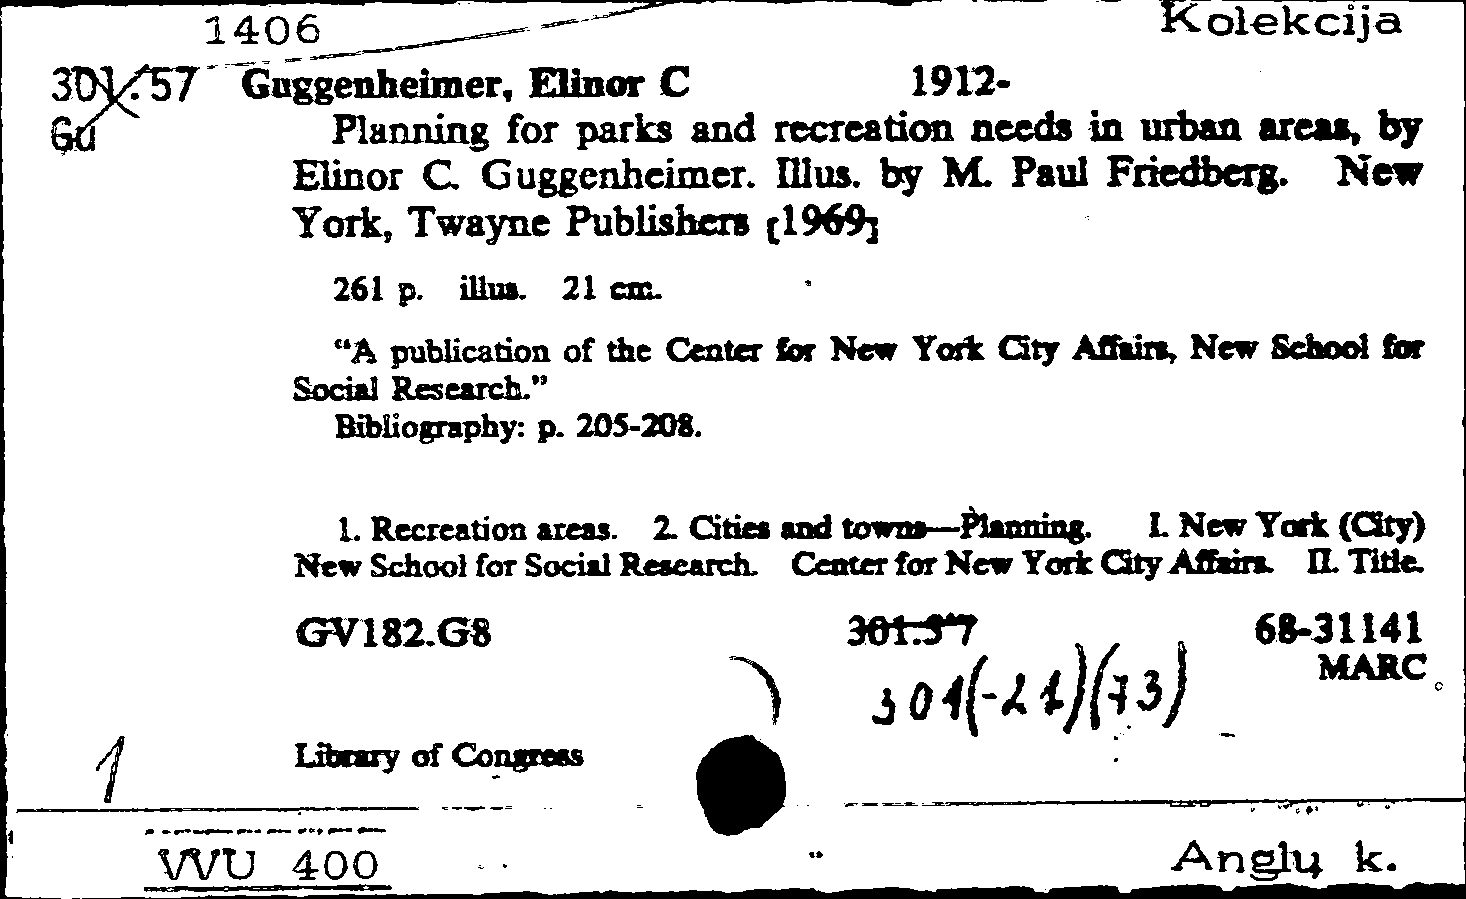 1406 Kolekcija
301.57 Guggenheimer, Elinor C 1912-
Gu Planning for parks and recreation needs in urban areas, by
Elinor C. Guggenheimer. Illus. by M. Paul Friedberg. New
York, Twayne Publishers [1969]
261 p. illus. 21 cm.
“A publication of the Center for New York City Affairs, New School for
Social Research.”
Bibliography: p. 205-208.
1. Recreation areas. 2. Cities and towns—Planning. I. New York (City)
New School for Social Research. Center for New York City Affairs. II. Title.
GV182.G8 301.5'7 68-31141
MARC
301(-21)(73)
Library of Congress
1
VVU 400 Anglų k.